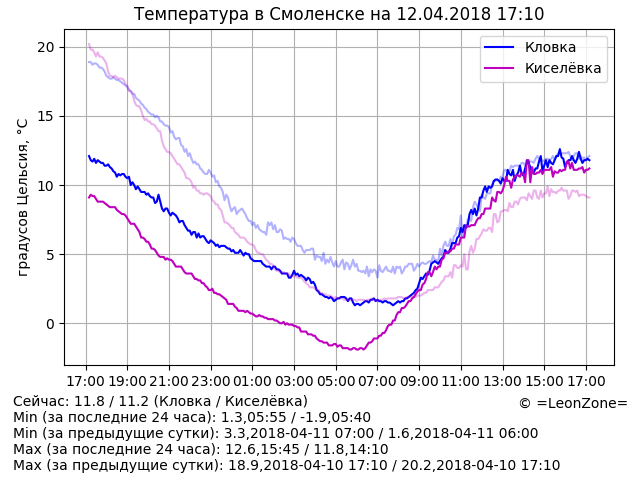 Температура в Смоленске на 12.04.2018 17:10
Кловка
Киселёвка
градусов Цельсия, °C
20
15
10
5
0
17:00 19:00 21:00 23:00 01:00 03:00 05:00 07:00 09:00 11:00 13:00 15:00 17:00
Сейчас: 11.8 / 11.2 (Кловка / Киселёвка)
© =LeonZone=
Min (за последние 24 часа): 1.3,05:55 / -1.9,05:40
Min (за предыдущие сутки): 3.3,2018-04-11 07:00 / 1.6,2018-04-11 06:00
Max (за последние 24 часа): 12.6,15:45 / 11.8,14:10
Max (за предыдущие сутки): 18.9,2018-04-10 17:10 / 20.2,2018-04-10 17:10